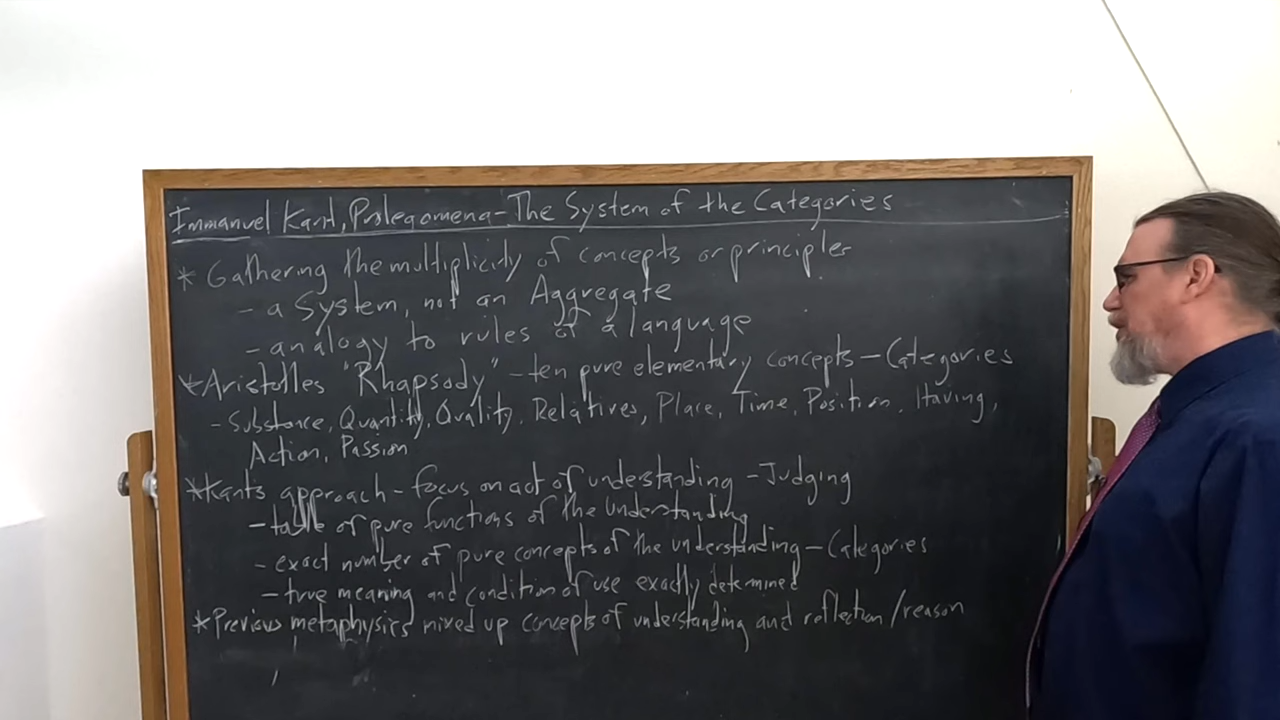 Immanuel Kant, Prolegomena - The System of the Categories
* Gathering the multiplicity of concepts or principles
- a System, not an Aggregate
- analogy to rules of a language
* Aristotles "Rhapsody" - ten pure elementary concepts - Categories
- Substance, Quantity, Quality, Relatives, Place, Time, Position, Having,
Action, Passion
* Kant's approach - focus on act of understanding - Judging
- table of pure functions of the Understanding
- exact number of pure concepts of the understanding - Categories
- true meaning and condition of use exactly determined
* Previous metaphysics mixed up concepts of understanding and reflection/reason